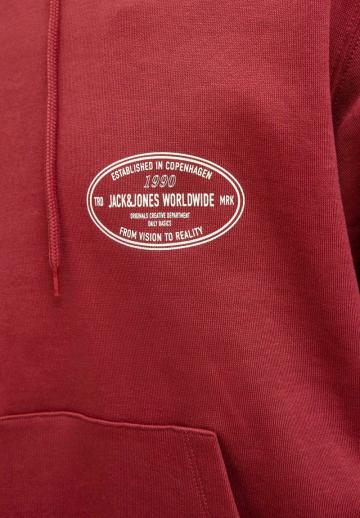 ESTABLISHED IN COPENHAGEN
1990
TRD JACK&JONES WORLDWIDE MRK
ORIGINALS CREATIVE DEPARTMENT
DAILY BASICS
FROM VISION TO REALITY